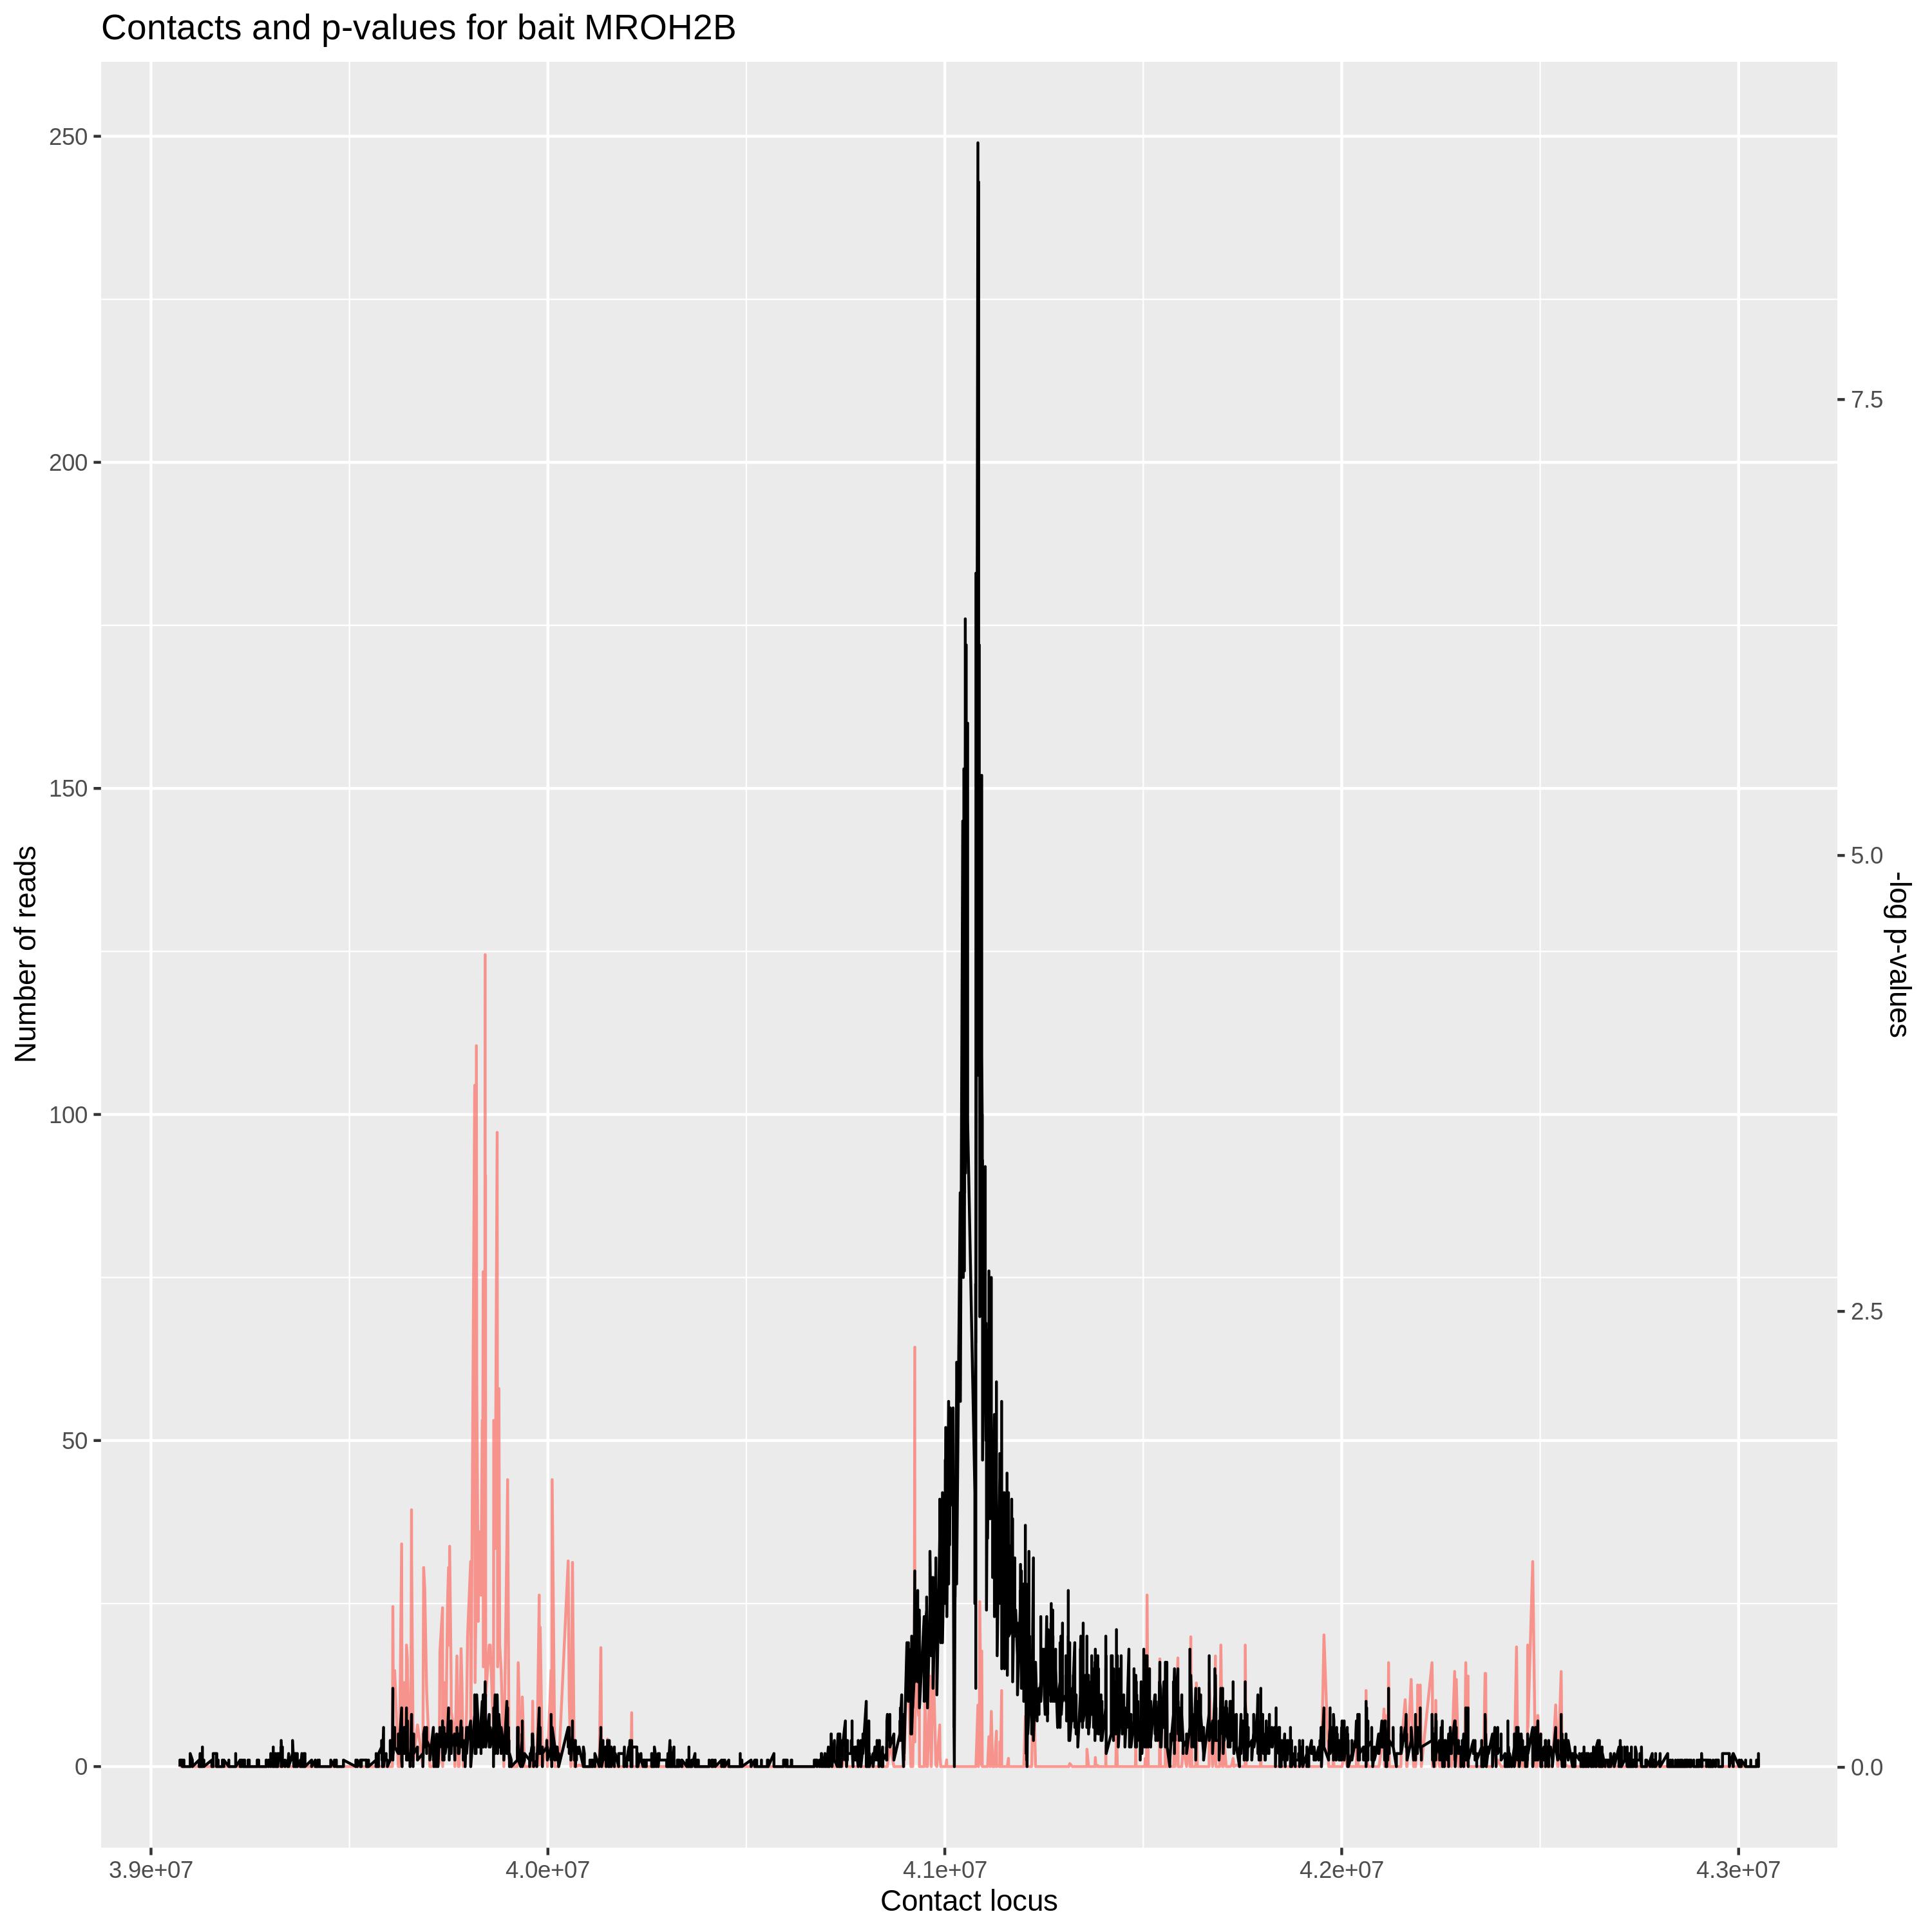 Contacts and p-values for bait MROH2B
250
200
150
100
50
0
Number of reads
7.5
5.0
2.5
0.0
-log p-values
3.9e+07
4.0e+07
4.1e+07
4.2e+07
4.3e+07
Contact locus